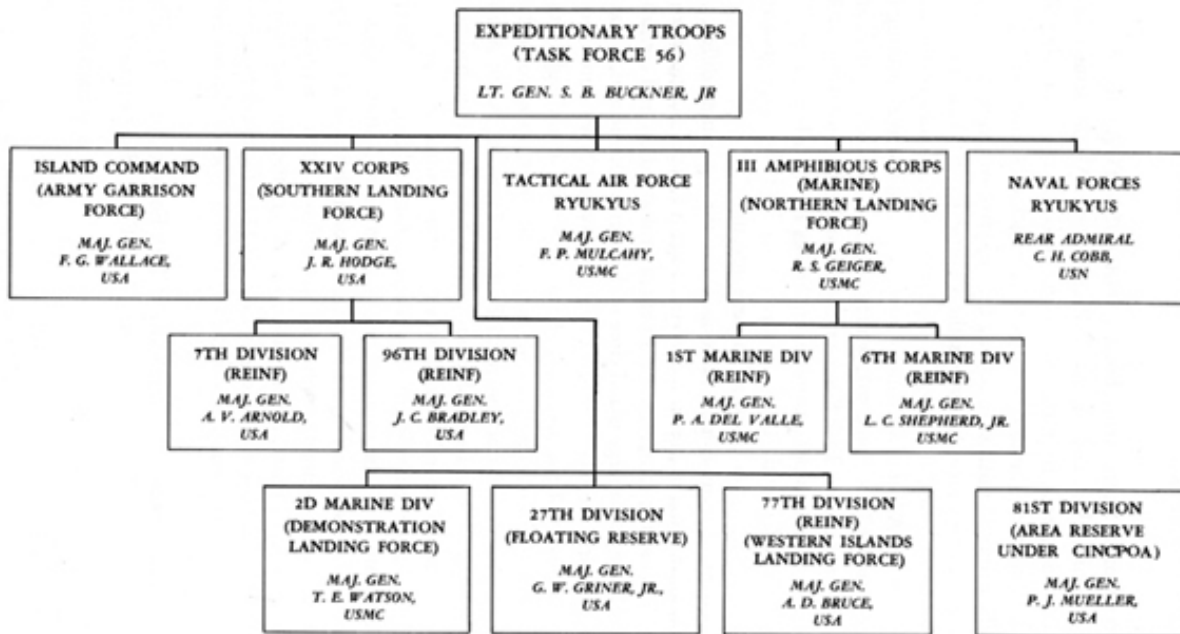 EXPEDITIONARY TROOPS
(TASK FORCE 56)
LT. GEN. S. B. BUCKNER, JR
ISLAND COMMAND
(ARMY GARRISON
FORCE)
MAJ. GEN.
F. G. WALLACE,
USA
XXIV CORPS
(SOUTHERN LANDING
FORCE)
MAJ. GEN.
J. R. HODGE,
USA
TACTICAL AIR FORCE
RYUKYUS
MAJ. GEN.
F. P. MULCAHY,
USMC
III AMPHIBIOUS CORPS
(MARINE)
(NORTHERN LANDING
FORCE)
MAJ. GEN.
R. S. GEIGER,
USMC
NAVAL FORCES
RYUKYUS
REAR ADMIRAL
C. H. COBB,
USN
7TH DIVISION
(REINF)
MAJ. GEN.
A. V. ARNOLD,
USA
96TH DIVISION
(REINF)
MAJ. GEN.
J. C. BRADLEY,
USA
1ST MARINE DIV
(REINF)
MAJ. GEN.
P. A. DEL VALLE,
USMC
6TH MARINE DIV
(REINF)
MAJ. GEN.
L. C. SHEPHERD, JR.
USMC
2D MARINE DIV
(DEMONSTRATION
LANDING FORCE)
MAJ. GEN.
T. E. WATSON,
USMC
27TH DIVISION
(FLOATING RESERVE)
MAJ. GEN.
G. W. GRINER, JR.,
USA
77TH DIVISION
(REINF)
(WESTERN ISLANDS
LANDING FORCE)
MAJ. GEN.
A. D. BRUCE,
USA
81ST DIVISION
(AREA RESERVE
UNDER CINCPOA)
MAJ. GEN.
P. J. MUELLER,
USA